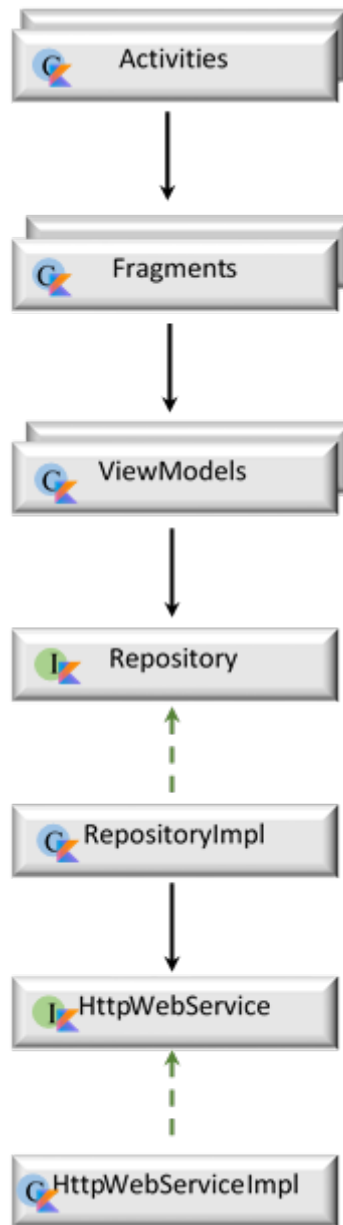 Activities
Fragments
ViewModels
I Repository
RepositoryImpl
I HttpWebService
HttpWebServiceImpl